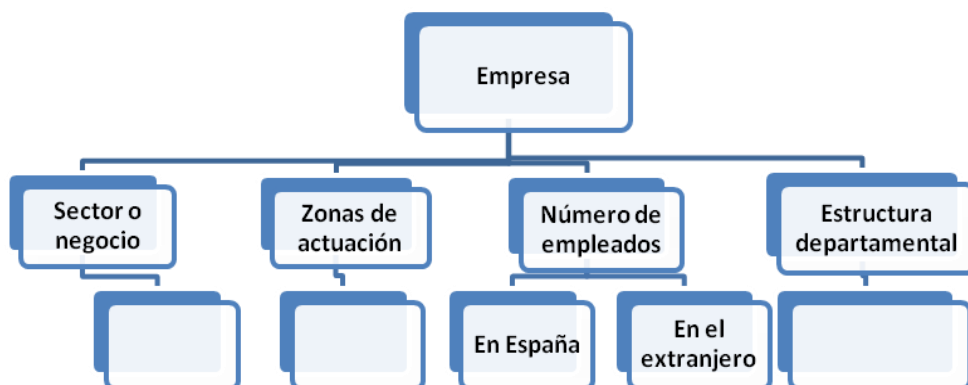 Empresa
Sector o
negocio
Zonas de
actuación
Número de
empleados
Estructura
departamental
En España
En el
extranjero